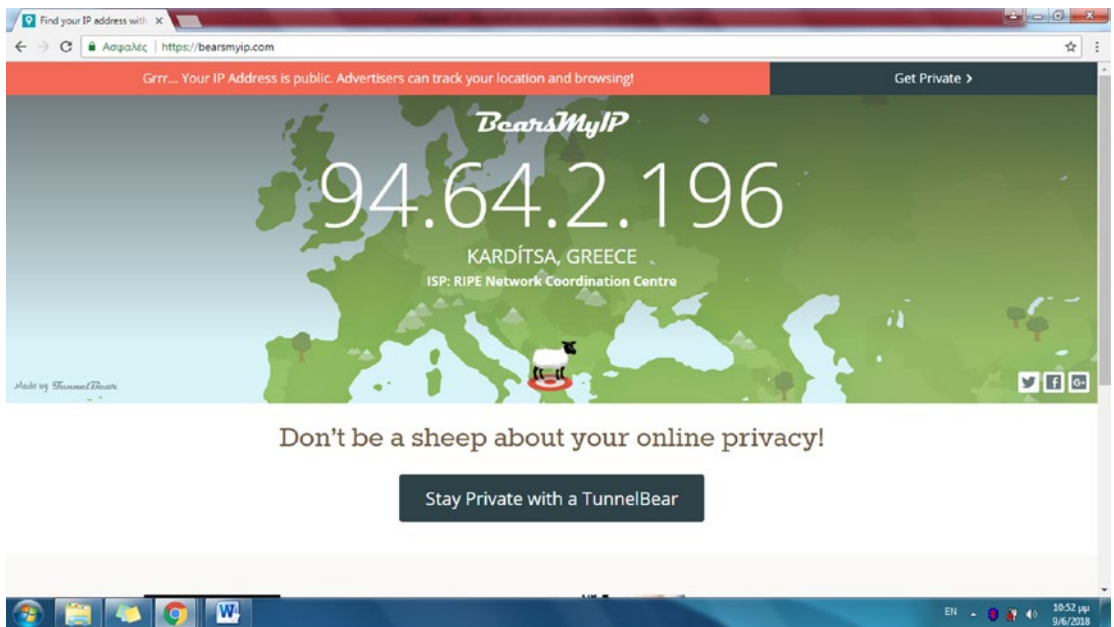 Find your IP address with
Ασφαλές | https://bearsmyip.com
Grrr... Your IP Address is public. Advertisers can track your location and browsing!
Get Private >
BearsMyIP
94.64.2.196
KARDÍTSA, GREECE
ISP: RIPE Network Coordination Centre
Made by TunnelBear
Don't be a sheep about your online privacy!
Stay Private with a TunnelBear
EN
10:52 μμ
9/6/2018